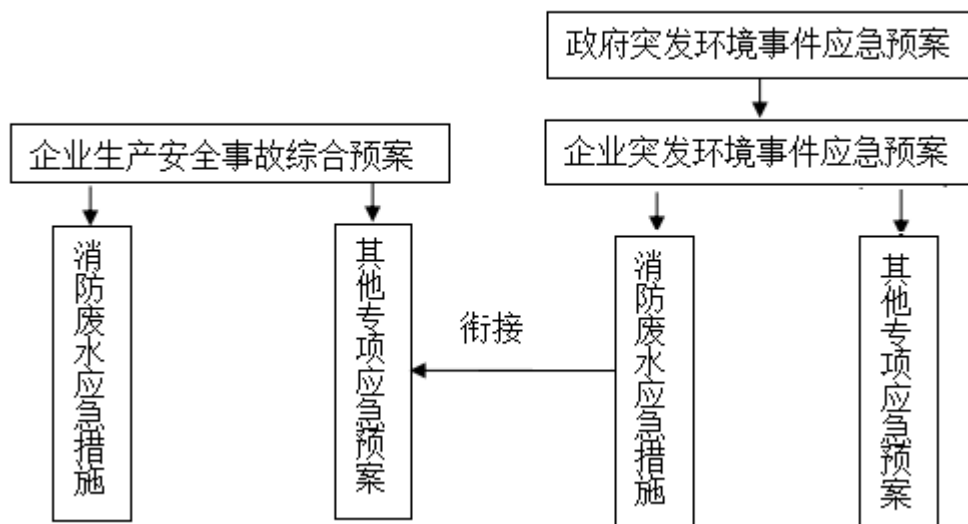 政府突发环境事件应急预案
企业生产安全事故综合预案
企业突发环境事件应急预案
消防废水应急措施
其他专项应急预案
衔接
消防废水应急措施
其他专项应急预案